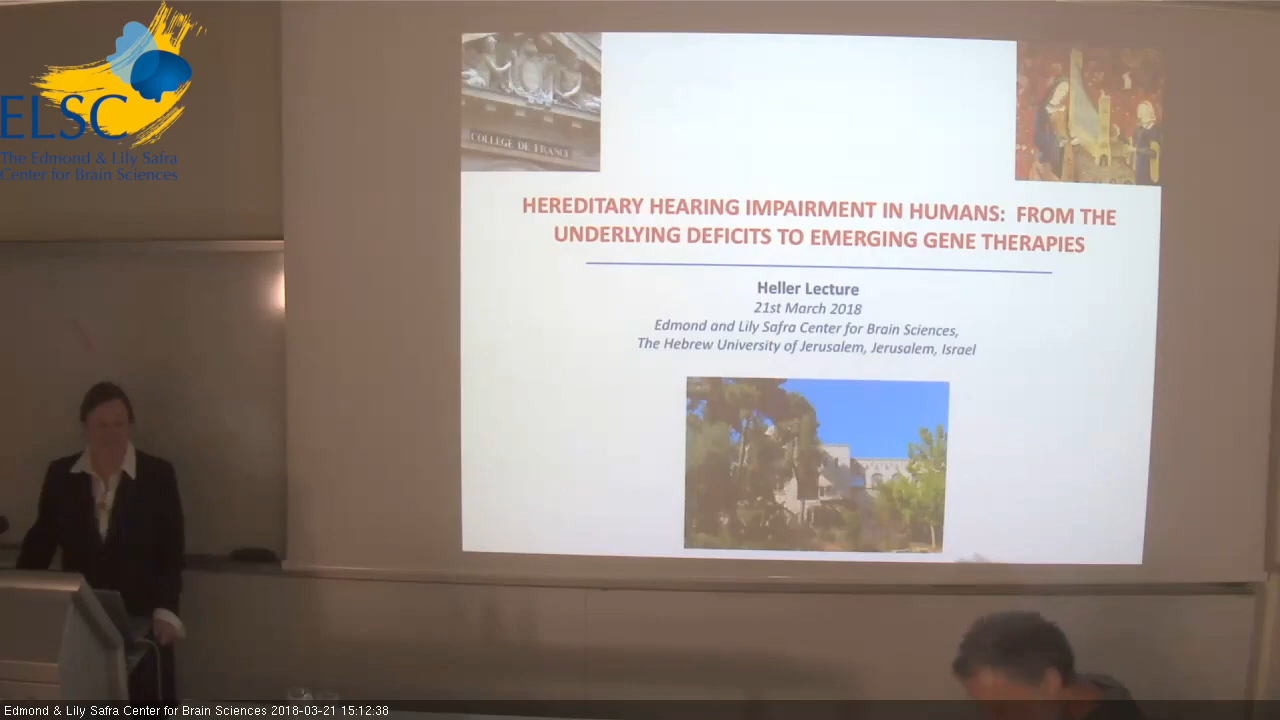 ELSC
The Edmond & Lily Safra
Center for Brain Sciences
COLLEGE DE FRANCE
HEREDITARY HEARING IMPAIRMENT IN HUMANS: FROM THE
UNDERLYING DEFICITS TO EMERGING GENE THERAPIES
Heller Lecture
21st March 2018
Edmond and Lily Safra Center for Brain Sciences,
The Hebrew University of Jerusalem, Jerusalem, Israel
Edmond & Lily Safra Center for Brain Sciences 2018-03-21 15:12:38